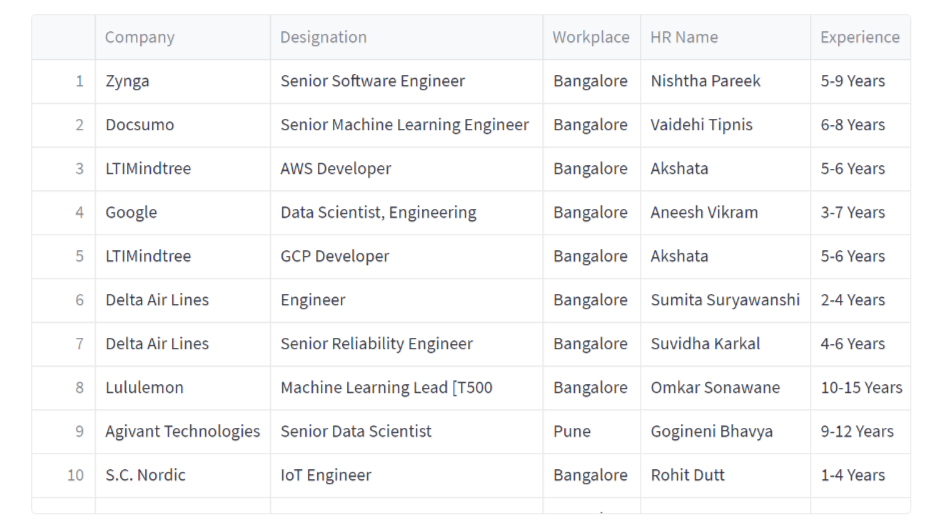 Company Designation Workplace HR Name Experience
1 Zynga Senior Software Engineer Bangalore Nishtha Pareek 5-9 Years
2 Docsumo Senior Machine Learning Engineer Bangalore Vaidehi Tipnis 6-8 Years
3 LTIMindtree AWS Developer Bangalore Akshata 5-6 Years
4 Google Data Scientist, Engineering Bangalore Aneesh Vikram 3-7 Years
5 LTIMindtree GCP Developer Bangalore Akshata 5-6 Years
6 Delta Air Lines Engineer Bangalore Sumita Suryawanshi 2-4 Years
7 Delta Air Lines Senior Reliability Engineer Bangalore Suvidha Karkal 4-6 Years
8 Lululemon Machine Learning Lead [T500 Bangalore Omkar Sonawane 10-15 Years
9 Agivant Technologies Senior Data Scientist Pune Gogineni Bhavya 9-12 Years
10 S.C. Nordic IoT Engineer Bangalore Rohit Dutt 1-4 Years